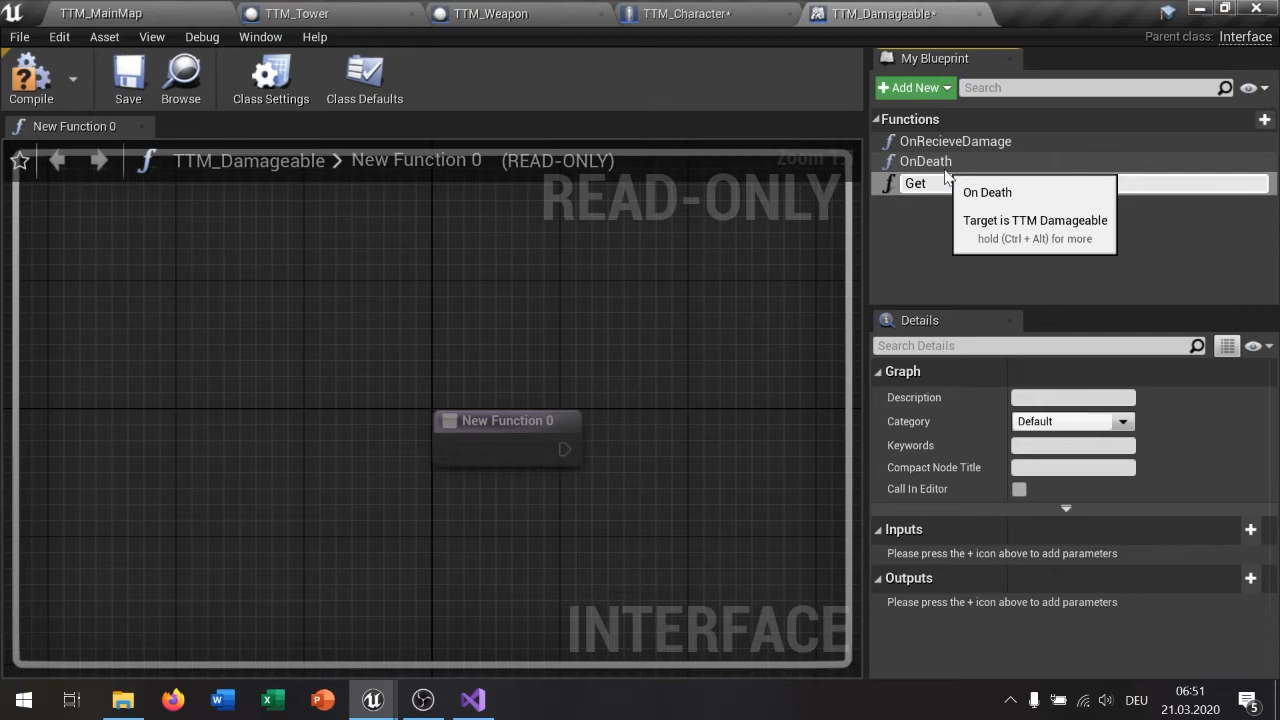 TTM_MainMap
TTM_Tower
TTM_Weapon
TTM_Character*
TTM_Damageable*
File Edit Asset View Debug Window Help
Parent class: Interface
Compile
Save
Browse
Class Settings
Class Defaults
My Blueprint
Add New
Search
New Function 0
Functions
TTM_Damageable > New Function 0 (READ-ONLY)
READ-ONLY
OnRecieveDamage
OnDeath
Get
On Death
Target is TTM Damageable
hold (Ctrl + Alt) for more
Details
Search Details
Graph
Description
Category Default
Keywords
Compact Node Title
Call In Editor
New Function 0
Inputs
Please press the + icon above to add parameters
Outputs
Please press the + icon above to add parameters
INTERFACE
DEU
06:51
21.03.2020
5